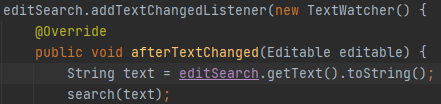 editSearch.addTextChangedListener(new TextWatcher() {
@Override
public void afterTextChanged(Editable editable) {
String text = editSearch.getText().toString();
search(text);